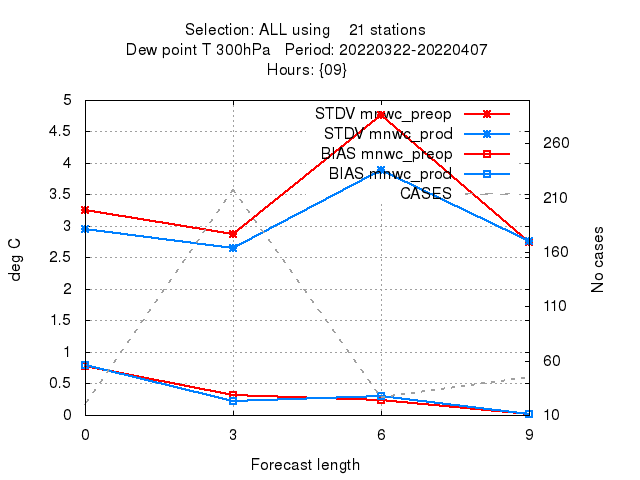 Selection: ALL using    21 stations
Dew point T 300hPa   Period: 20220322-20220407
Hours: {09}
STDV mnwc_preop
STDV mnwc_prod
BIAS mnwc_preop
BIAS mnwc_prod
CASES
5
4.5
4
3.5
3
2.5
2
1.5
1
0.5
0
260
210
160
110
60
10
deg C
No cases
0 3 6 9
Forecast length